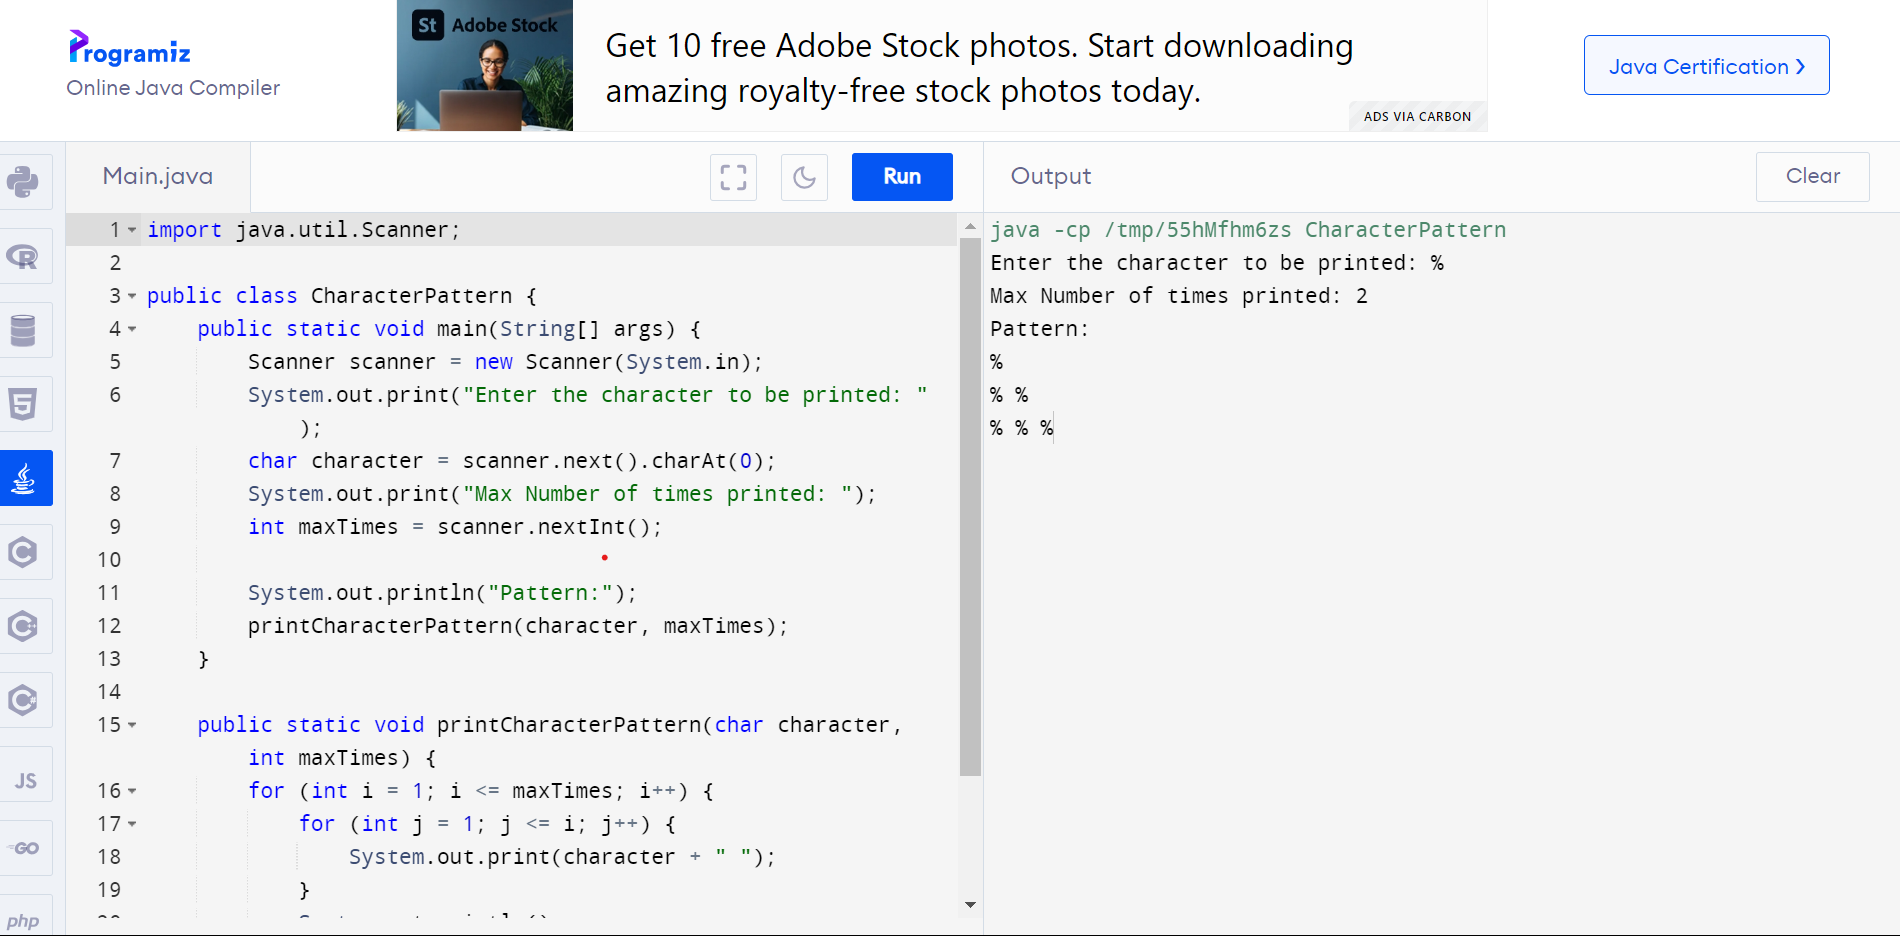 Programiz
Online Java Compiler
St Adobe Stock
Get 10 free Adobe Stock photos. Start downloading
amazing royalty-free stock photos today.
ADS VIA CARBON
Java Certification ❯
Main.java
Run
Output
Clear
1 import java.util.Scanner;
2
3 public class CharacterPattern {
4 public static void main(String[] args) {
5 Scanner scanner = new Scanner(System.in);
6 System.out.print("Enter the character to be printed: "
);
7 char character = scanner.next().charAt(0);
8 System.out.print("Max Number of times printed: ");
9 int maxTimes = scanner.nextInt();
10
11 System.out.println("Pattern:");
12 printCharacterPattern(character, maxTimes);
13 }
14
15 public static void printCharacterPattern(char character,
int maxTimes) {
16 for (int i = 1; i <= maxTimes; i++) {
17 for (int j = 1; j <= i; j++) {
18 System.out.print(character + " ");
19 }
java -cp /tmp/55hMfhm6zs CharacterPattern
Enter the character to be printed: %
Max Number of times printed: 2
Pattern:
%
% %
% % %
R
5
C
C
C
JS
GO
php